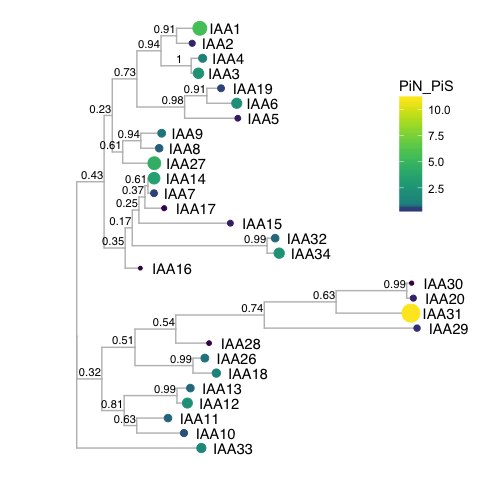 0.91
IAA1
0.94
IAA2
1
IAA4
0.73
IAA3
0.91
IAA19
0.98
IAA6
IAA5
0.23
0.94
IAA9
0.61
IAA8
IAA27
0.61
IAA14
0.43
0.37
IAA7
0.25
IAA17
0.17
IAA15
0.35
0.99
IAA32
IAA34
IAA16
0.99
IAA30
0.63
IAA20
0.74
IAA31
IAA29
0.54
0.51
IAA28
0.99
IAA26
IAA18
0.32
0.99
IAA13
0.81
IAA12
0.63
IAA11
IAA10
IAA33
PiN_PiS
10.0
7.5
5.0
2.5